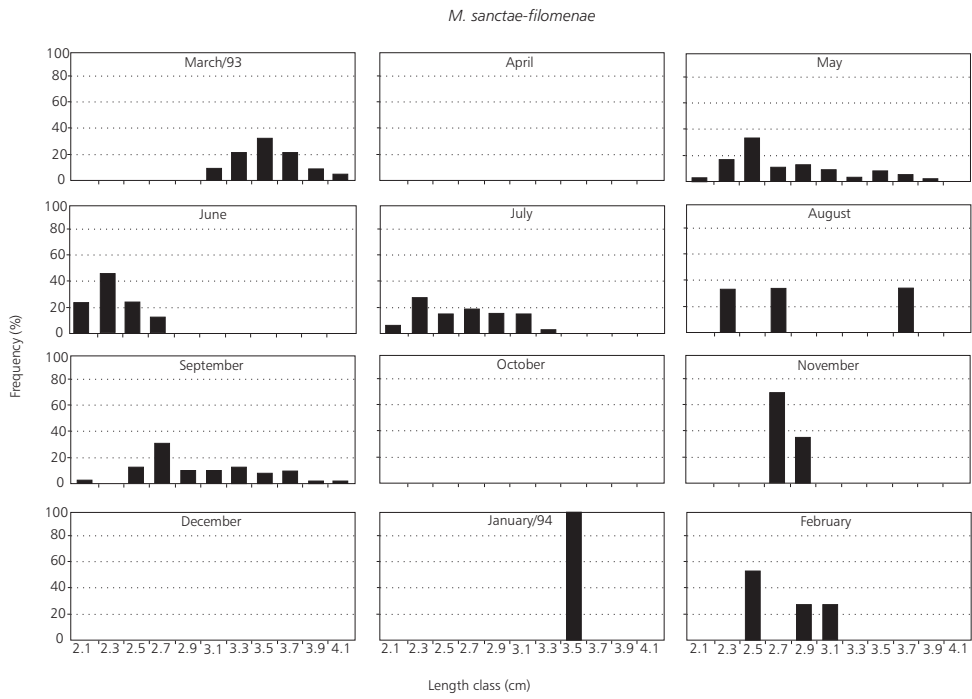 M. sanctae-filomenae
100
80
60
40
20
0
March/93
April
May
100
80
60
40
20
0
June
July
August
Frequency (%)
100
80
60
40
20
0
September
October
November
100
80
60
40
20
0
December
January/94
February
2.1 2.3 2.5 2.7 2.9 3.1 3.3 3.5 3.7 3.9 4.1
2.1 2.3 2.5 2.7 2.9 3.1 3.3 3.5 3.7 3.9 4.1
2.1 2.3 2.5 2.7 2.9 3.1 3.3 3.5 3.7 3.9 4.1
Length class (cm)